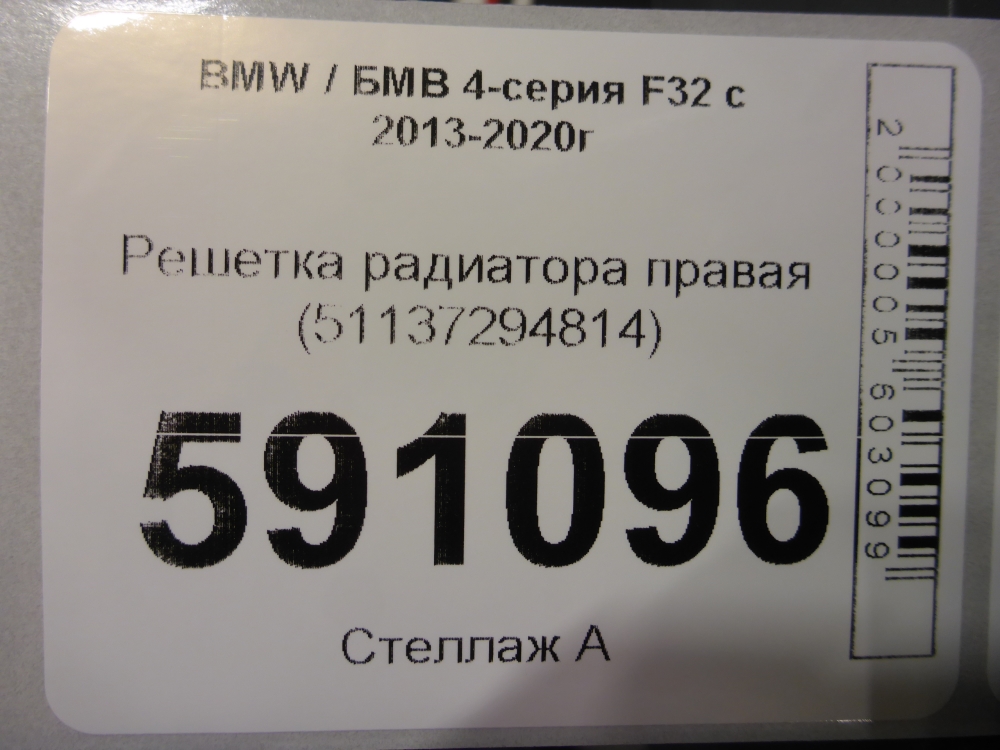 BMW / БМВ 4-серия F32 с
2013-2020г
Решетка радиатора правая
(51137294814)
591096
Стеллаж А
2000005603099